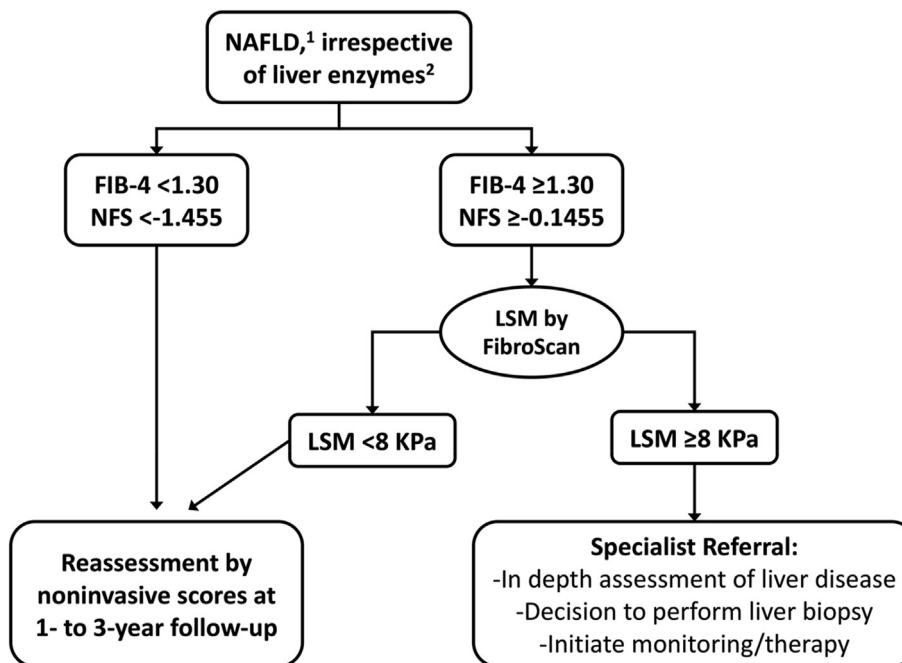 NAFLD,¹ irrespective
of liver enzymes²
FIB-4 <1.30
NFS <-1.455
FIB-4 ≥1.30
NFS ≥-0.1455
LSM by
FibroScan
LSM <8 KPa
LSM ≥8 KPa
Reassessment by
noninvasive scores at
1- to 3-year follow-up
Specialist Referral:
-In depth assessment of liver disease
-Decision to perform liver biopsy
-Initiate monitoring/therapy